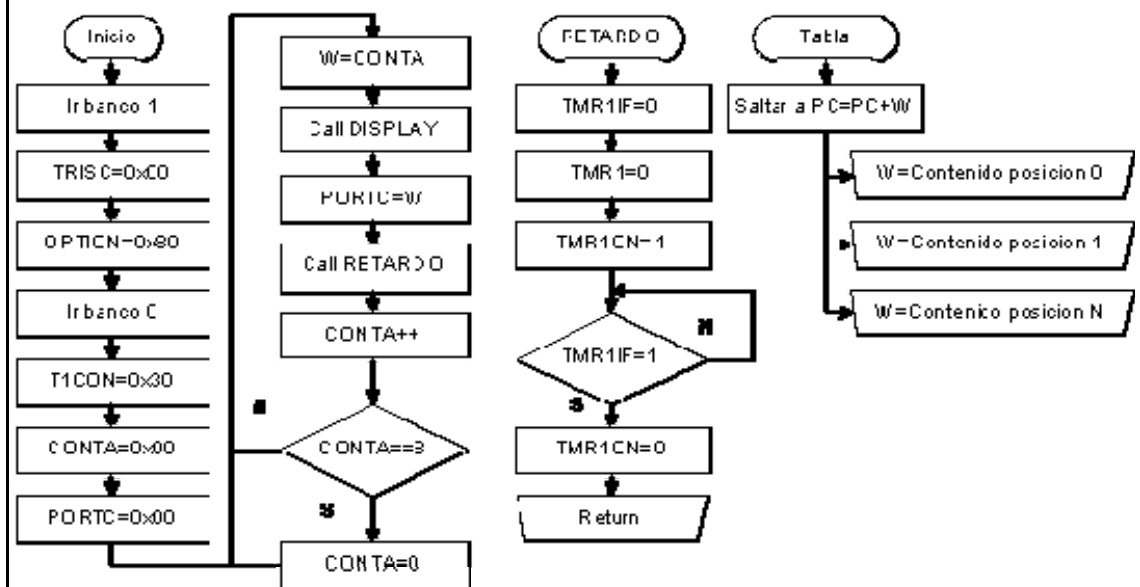 Inicio
Ir banco 1
TRISC=0x00
OPTION=0x80
Ir banco 0
T1CON=0x30
CONTA=0x00
PORTC=0x00
W=CONTA
Call DISPLAY
PORTC=W
Call RETARDO
CONTA++
CONTA==8
N
S
CONTA=0
RETARDO
TMR1IF=0
TMR1=0
TMR1ON=1
TMR1IF=1
N
S
TMR1ON=0
Return
Tabla
Saltar a PC=PC+W
W=Contenido posicion 0
W=Contenido posicion 1
W=Contenido posicion N